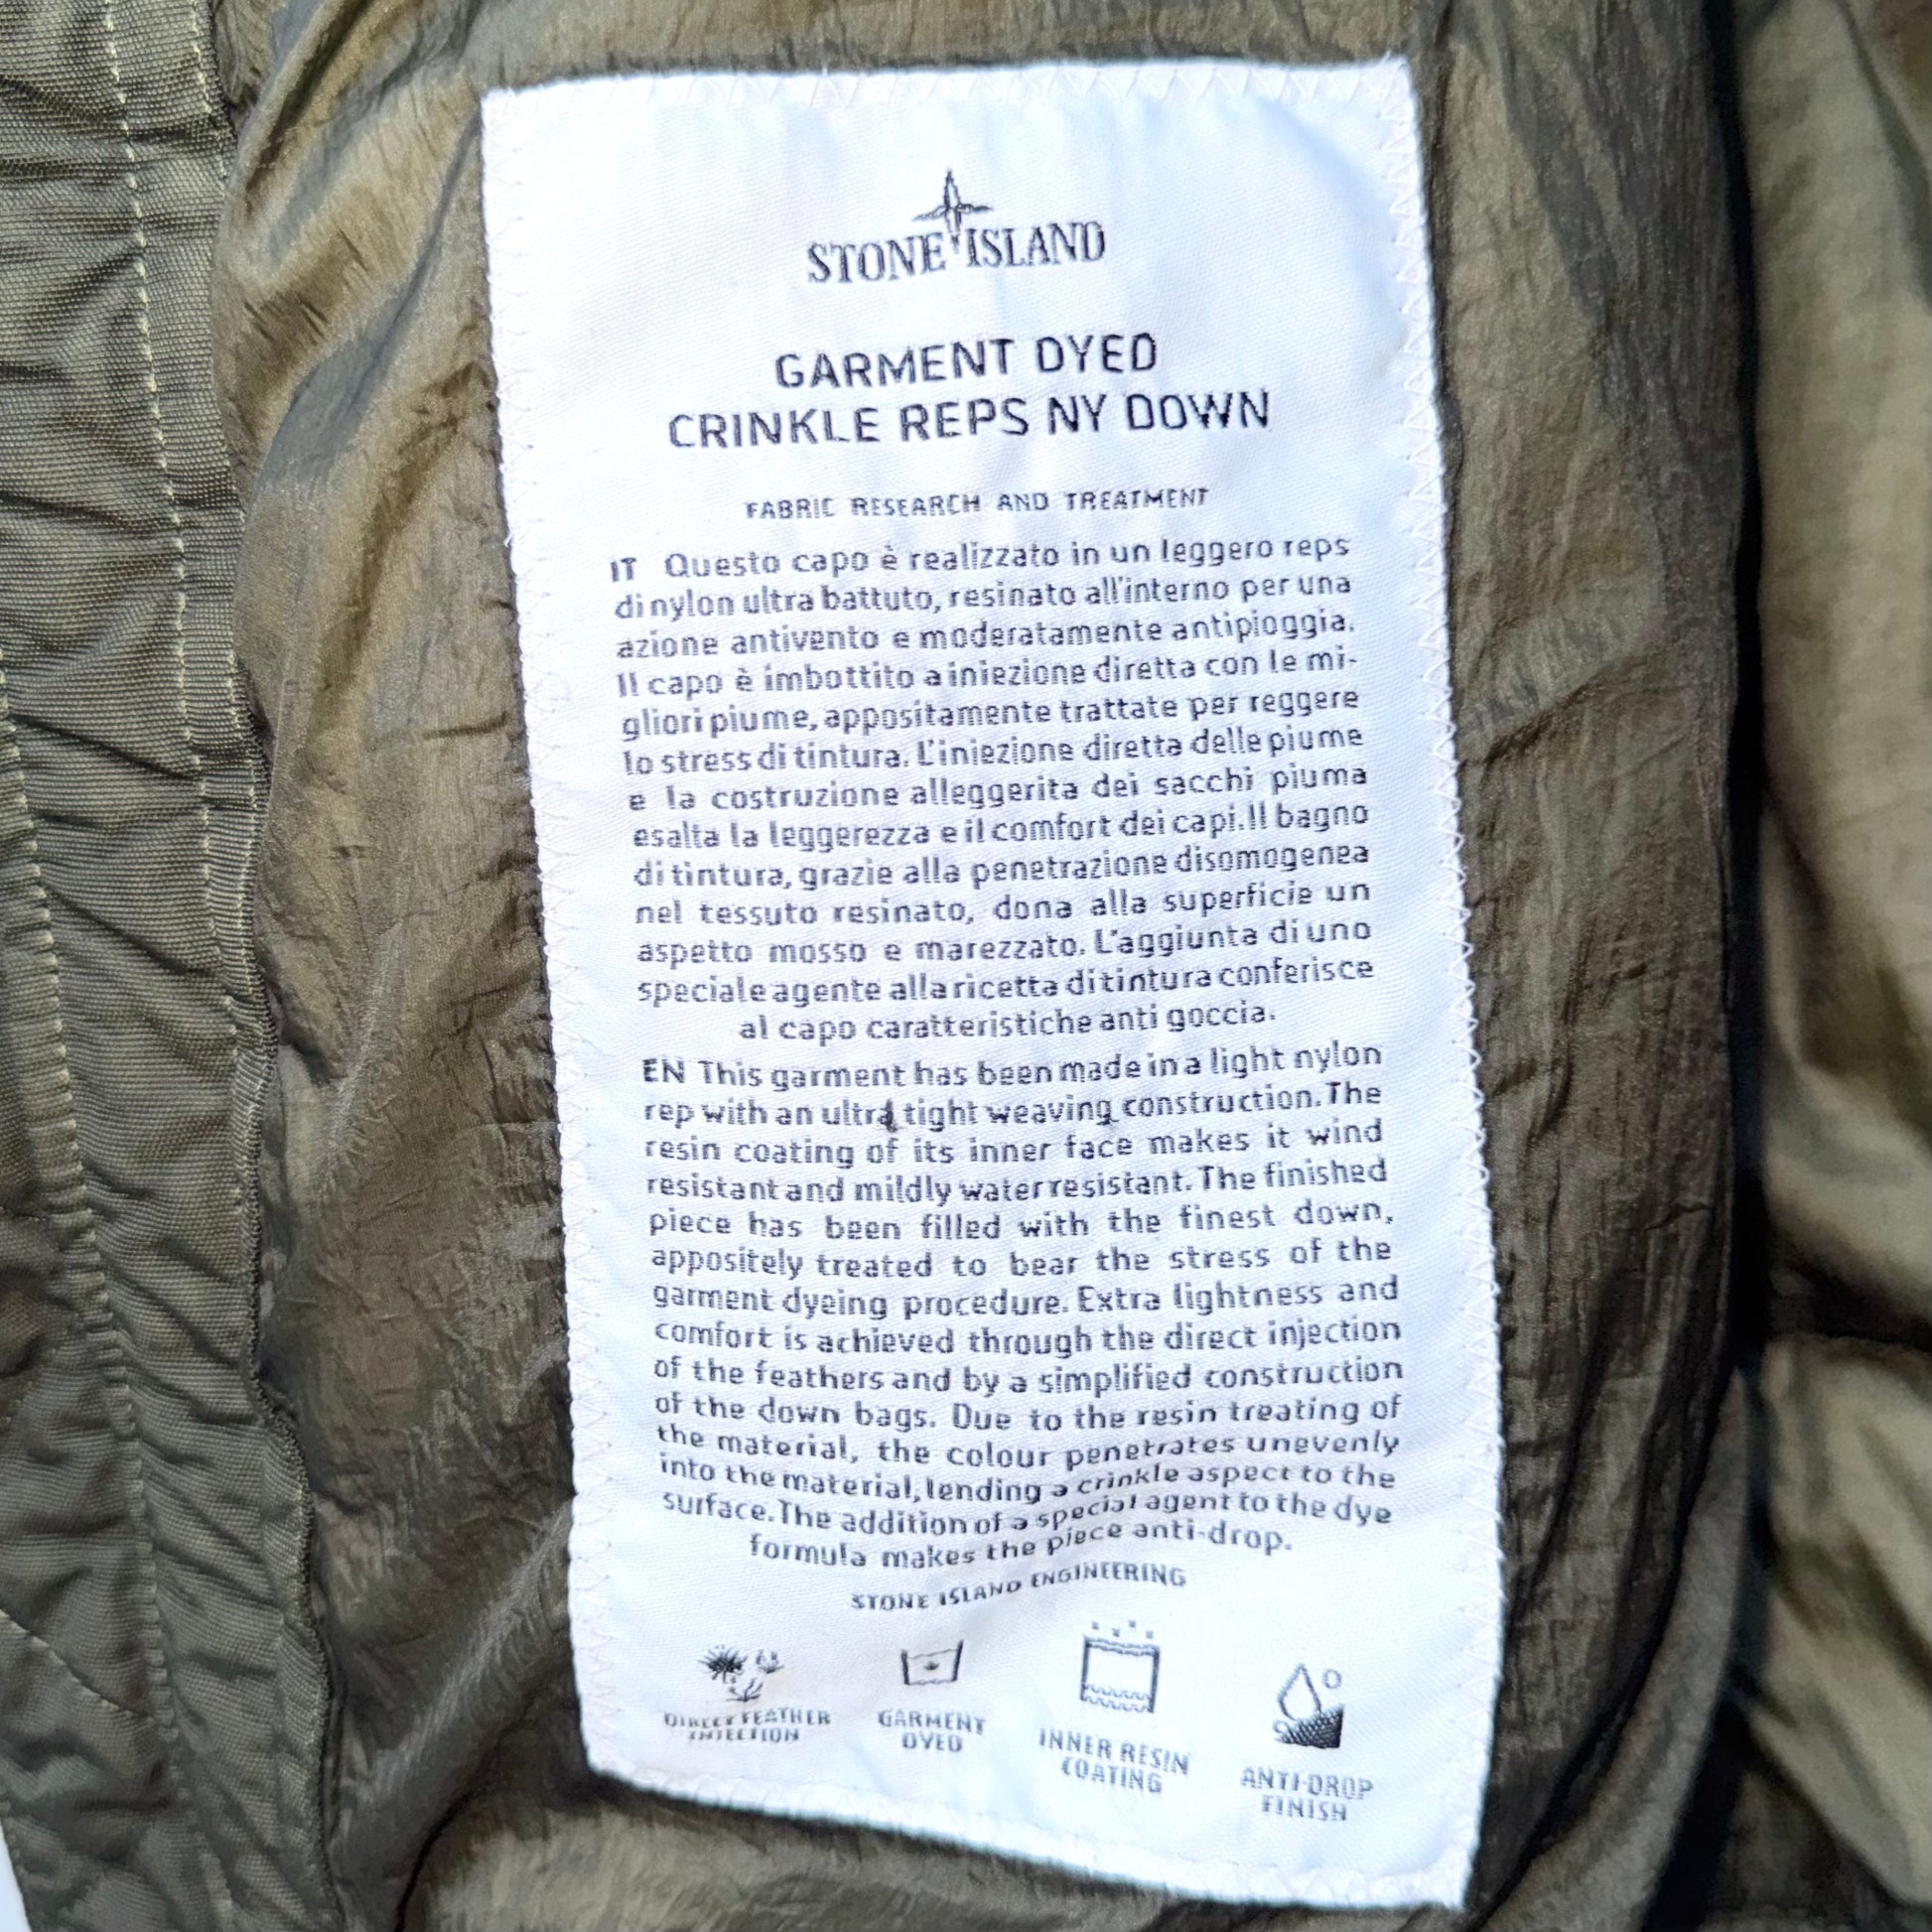 STONE ISLAND
GARMENT DYED
CRINKLE REPS NY DOWN
FABRIC RESEARCH AND TREATMENT
IT Questo capo è realizzato in un leggero reps
di nylon ultra battuto, resinato all'interno per una
azione antivento e moderatamente antipioggia.
Il capo è imbottito a iniezione diretta con le mi-
gliori piume, appositamente trattate per reggere
lo stress di tintura. L'iniezione diretta delle piume
e la costruzione alleggerita dei sacchi piuma
esalta la leggerezza e il comfort dei capi. Il bagno
di tintura, grazie alla penetrazione disomogenea
nel tessuto resinato, dona alla superficie un
aspetto mosso e marezzato. L'aggiunta di uno
speciale agente alla ricetta di tintura conferisce
al capo caratteristiche anti goccia.
EN This garment has been made in a light nylon
rep with an ultra tight weaving construction. The
resin coating of its inner face makes it wind
resistant and mildly water resistant. The finished
piece has been filled with the finest down,
appositely treated to bear the stress of the
garment dyeing procedure. Extra lightness and
comfort is achieved through the direct injection
of the feathers and by a simplified construction
of the down bags. Due to the resin treating of
the material, the colour penetrates unevenly
into the material, lending a crinkle aspect to the
surface. The addition of a special agent to the dye
formula makes the piece anti-drop.
STONE ISLAND ENGINEERING
DIRECT FEATHER
INJECTION
GARMENT
DYED
INNER RESIN
COATING
ANTI-DROP
FINISH